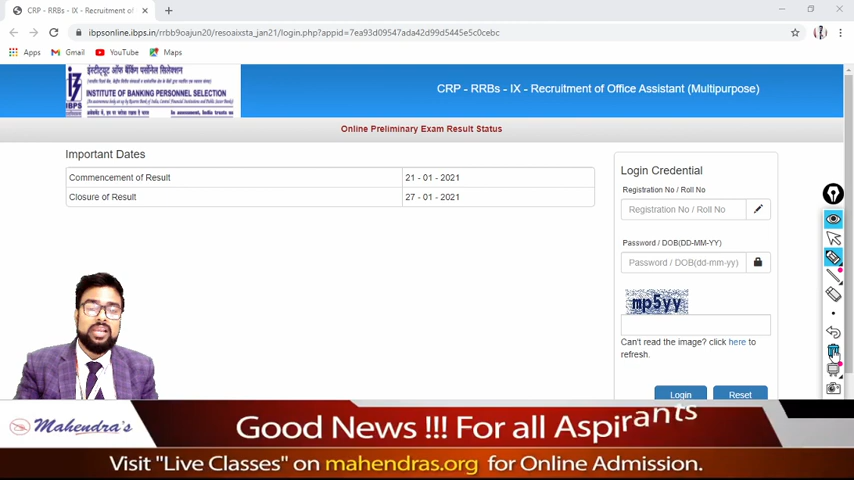 CRP - RRBs - IX - Recruitment of
ibpsonline.ibps.in/rrbb9oajun20/resoaixsta_jan21/login.php?appid=7ea93d09547ada42d99d5445e5c0cebc
Apps
Gmail
YouTube
Maps
इंस्टीट्यूट ऑफ बैंकिंग पर्सोनेल सिलेक्शन
INSTITUTE OF BANKING PERSONNEL SELECTION
IBPS
CRP - RRBs - IX - Recruitment of Office Assistant (Multipurpose)
Online Preliminary Exam Result Status
Important Dates
Commencement of Result 21 - 01 - 2021
Closure of Result 27 - 01 - 2021
Login Credential
Registration No / Roll No
Registration No / Roll No
Password / DOB(DD-MM-YY)
Password / DOB(dd-mm-yy)
mp5yy
Can't read the image? click here to
refresh.
Login Reset
Mahendra's
Good News !!! For all Aspirants
Visit "Live Classes" on mahendras.org for Online Admission.